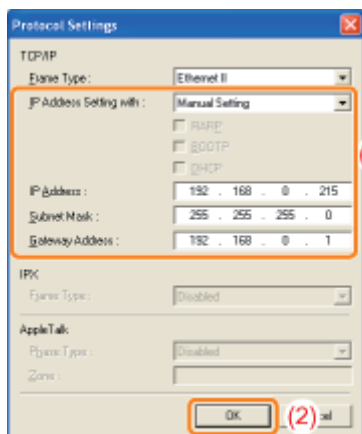 Protocol Settings
TCP/IP
Frame Type : Ethernet II
IP Address Setting with : Manual Setting
RARP
BOOTP
DHCP
IP Address : 192 . 168 . 0 . 215
Subnet Mask : 255 . 255 . 255 . 0
Gateway Address : 192 . 168 . 0 . 1
IPX
Frame Type : Disabled
AppleTalk
Phase Type : Disabled
Zone :
OK (2)